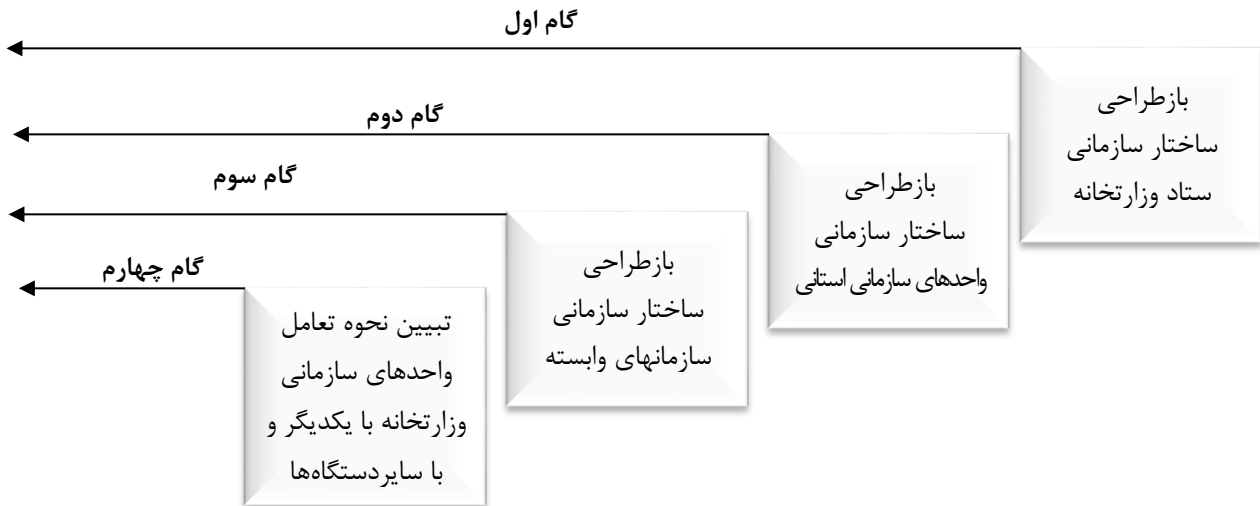 گام اول
بازطراحی
ساختار سازمانی
ستاد وزارتخانه
گام دوم
بازطراحی
ساختار سازمانی
واحدهای سازمانی استانی
گام سوم
بازطراحی
ساختار سازمانی
سازمانهای وابسته
گام چهارم
تبیین نحوه تعامل
واحدهای سازمانی
وزارتخانه با یکدیگر و
با سایردستگاه‌ها